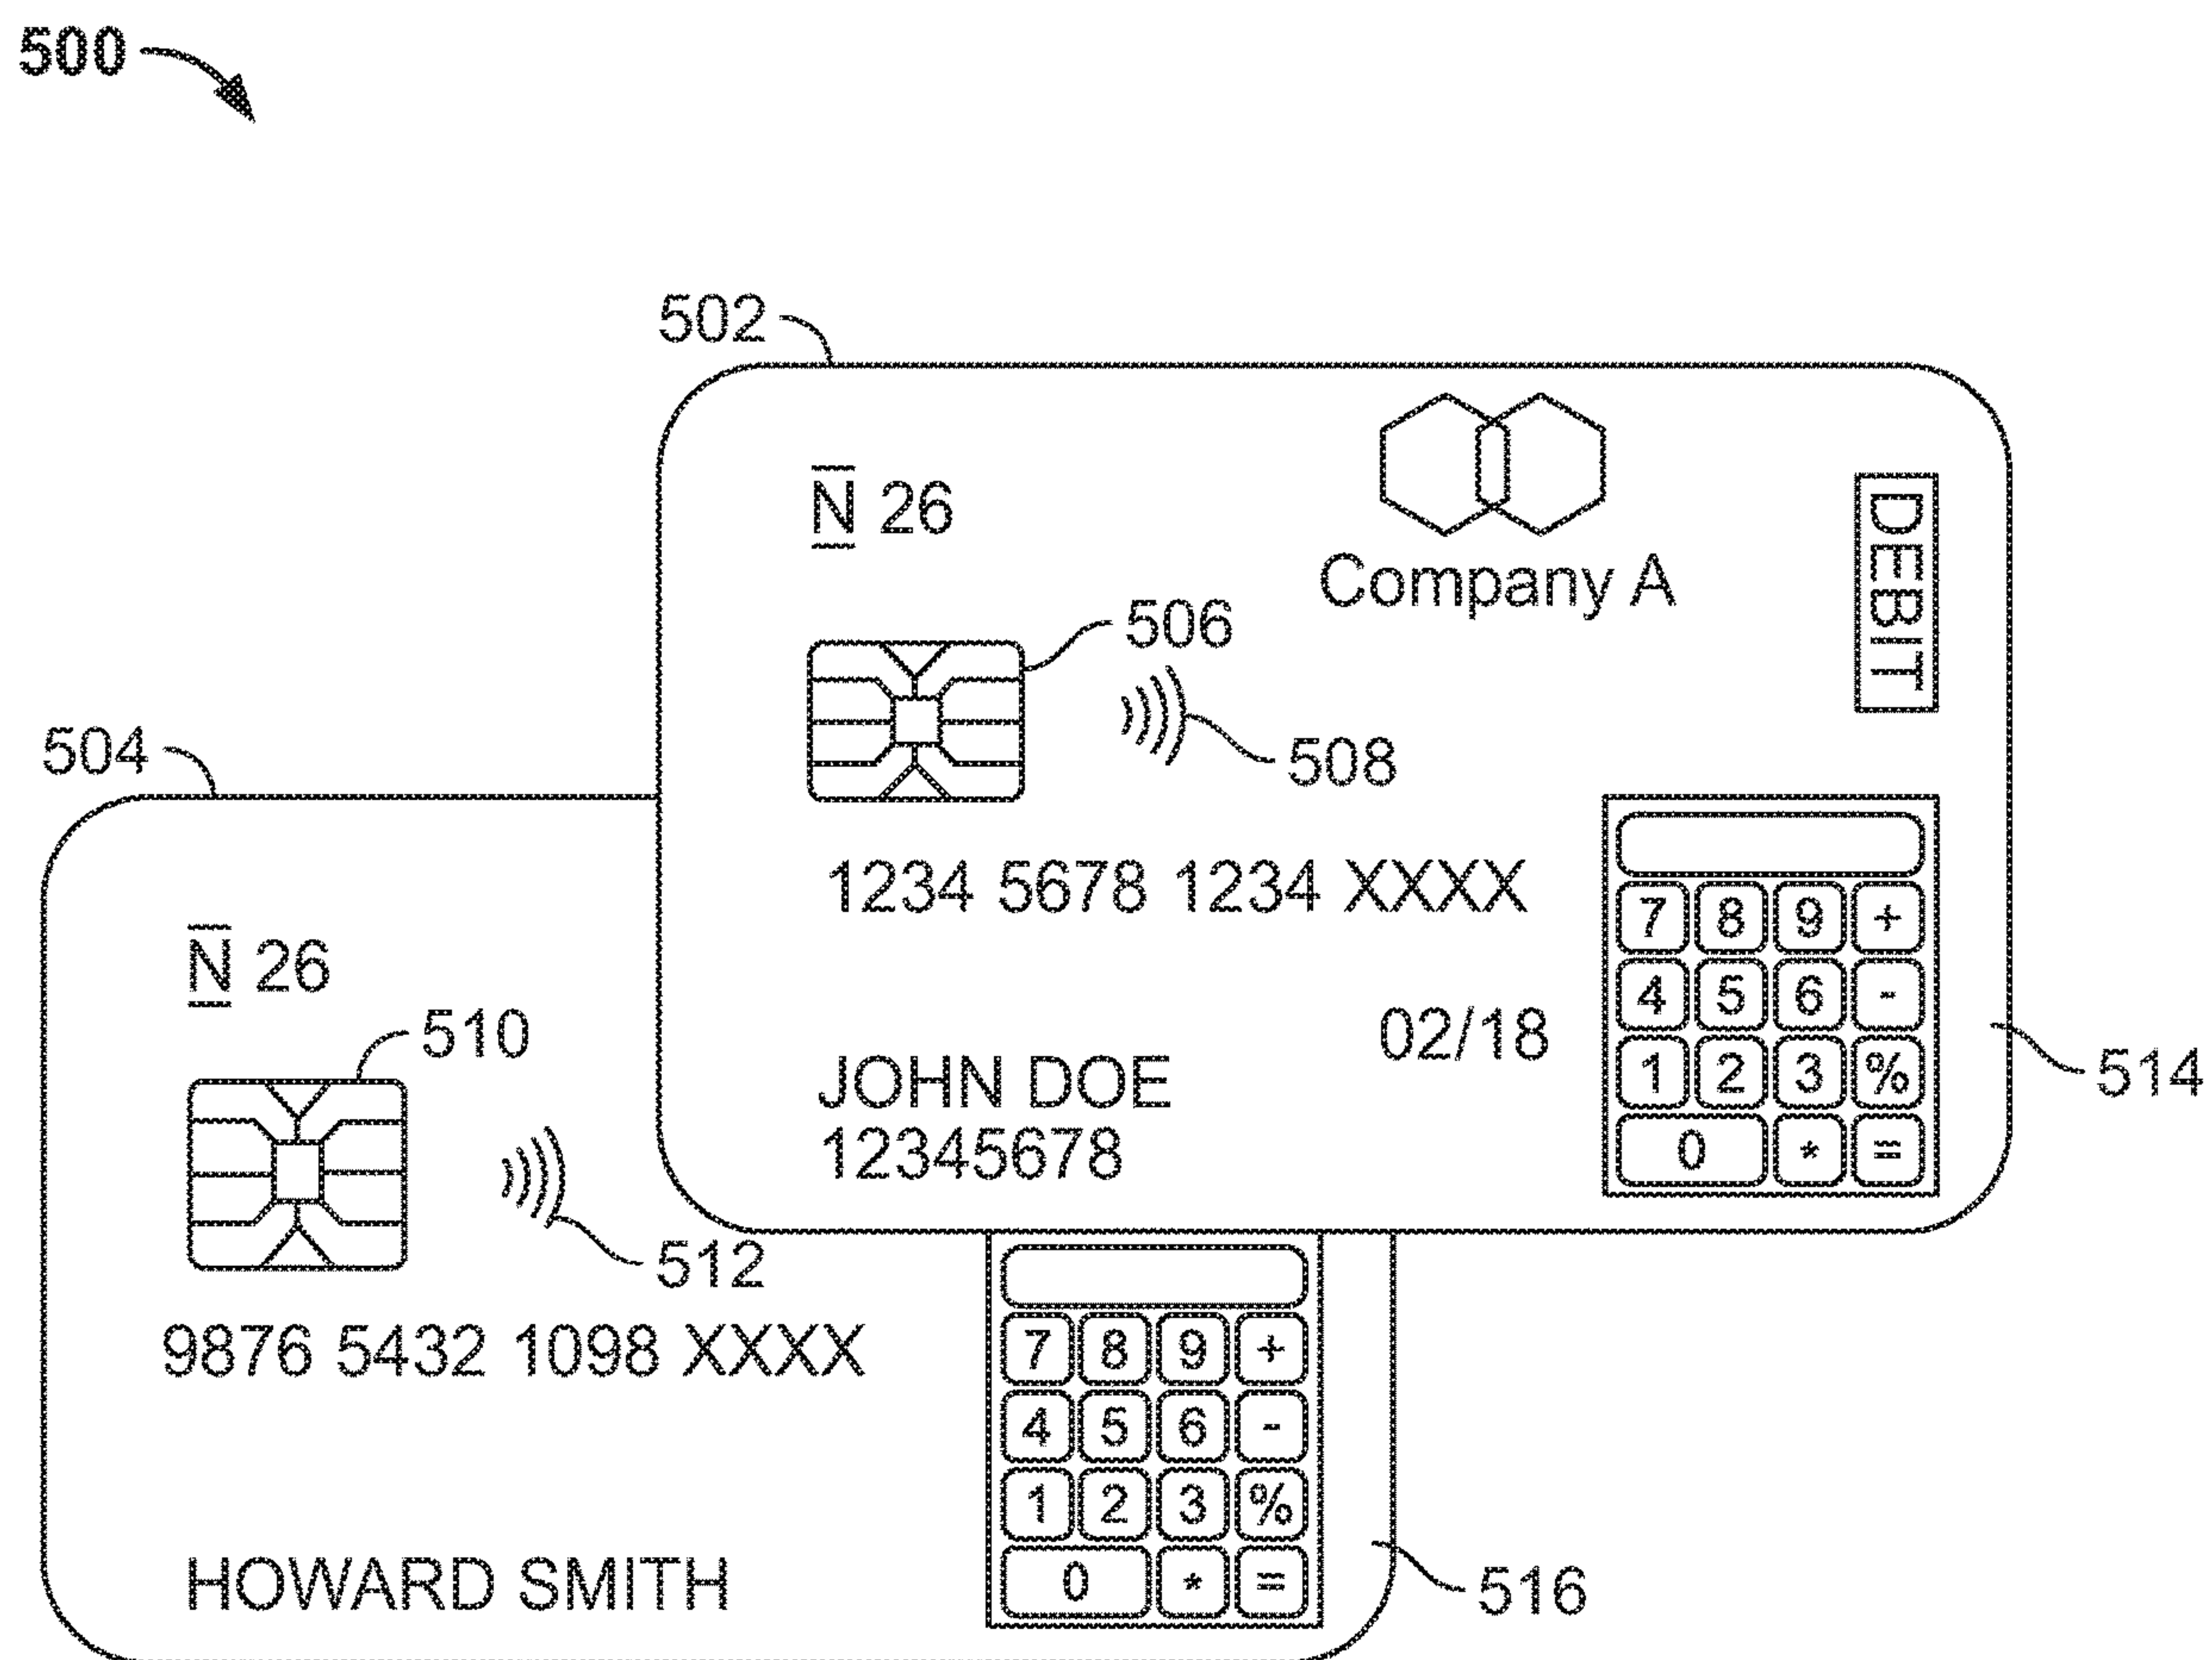 500
502
N 26
Company A
DEBIT
506
508
1234 5678 1234 XXXX
02/18
JOHN DOE
12345678
7 8 9 +
4 5 6 -
1 2 3 %
0 * =
514
504
N 26
510
512
9876 5432 1098 XXXX
HOWARD SMITH
7 8 9 +
4 5 6 -
1 2 3 %
0 * =
516